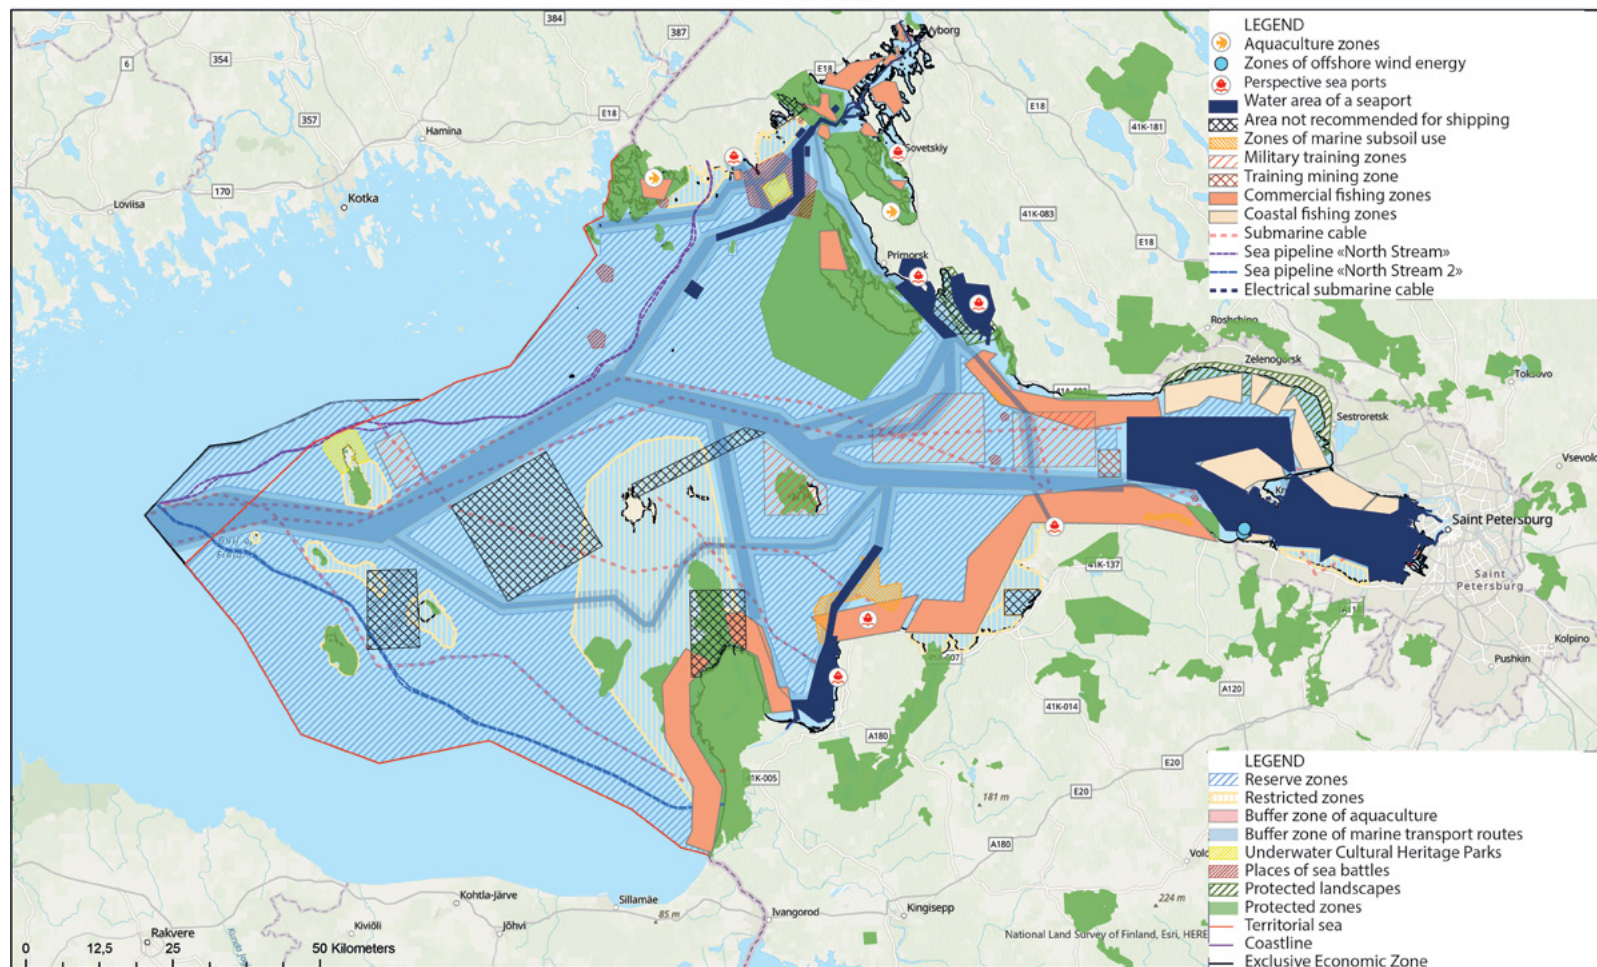 384
387
6
354
E18
Vyborg
LEGEND
Aquaculture zones
Zones of offshore wind energy
Perspective sea ports
Water area of a seaport
Area not recommended for shipping
Zones of marine subsoil use
Military training zones
Training mining zone
Commercial fishing zones
Coastal fishing zones
Submarine cable
Sea pipeline «North Stream»
Sea pipeline «North Stream 2»
Electrical submarine cable
357
E18
E18
41K-181
Hamina
Sovetskiy
170
Loviisa
Kotka
41K-083
E18
Primorsk
Roshchino
Zelenogorsk
Toksovo
41A-082
Sestroretsk
Vsevolo
Kr
Saint Petersburg
Saint
Petersburg
41K-137
A118
Kolpino
Pushkin
41K-007
A120
41K-014
A180
41K-005
E20
E20
181 m
A180
Volo
LEGEND
Reserve zones
Restricted zones
Buffer zone of aquaculture
Buffer zone of marine transport routes
Underwater Cultural Heritage Parks
Places of sea battles
Protected landscapes
Protected zones
Territorial sea
Coastline
Exclusive Economic Zone
Kohtla-Järve
Sillamäe
85 m
Ivangorod
Kingisepp
224 m
Rakvere
Kiviõli
Jõhvi
National Land Survey of Finland, Esri, HERE
0 12,5 25 50 Kilometers